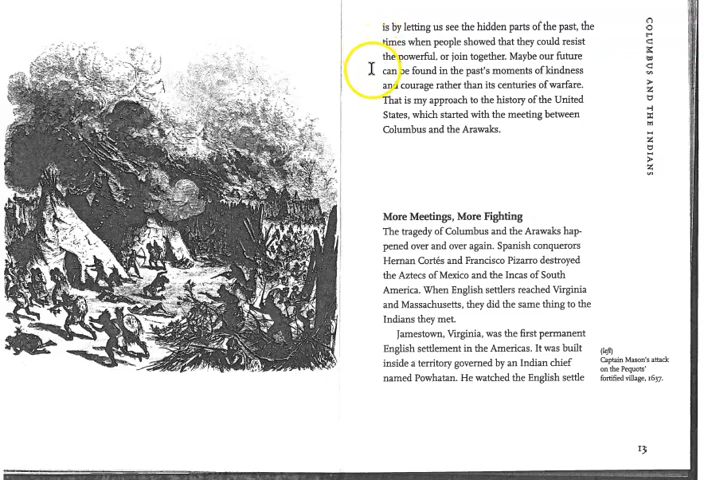 is by letting us see the hidden parts of the past, the
times when people showed that they could resist
the powerful, or join together. Maybe our future
can be found in the past's moments of kindness
and courage rather than its centuries of warfare.
That is my approach to the history of the United
States, which started with the meeting between
Columbus and the Arawaks.
More Meetings, More Fighting
The tragedy of Columbus and the Arawaks hap-
pened over and over again. Spanish conquerors
Hernan Cortés and Francisco Pizarro destroyed
the Aztecs of Mexico and the Incas of South
America. When English settlers reached Virginia
and Massachusetts, they did the same thing to the
Indians they met.
Jamestown, Virginia, was the first permanent
English settlement in the Americas. It was built
inside a territory governed by an Indian chief
named Powhatan. He watched the English settle
COLUMBUS AND THE INDIANS
(left)
Captain Mason's attack
on the Pequots'
fortified village, 1637.
13